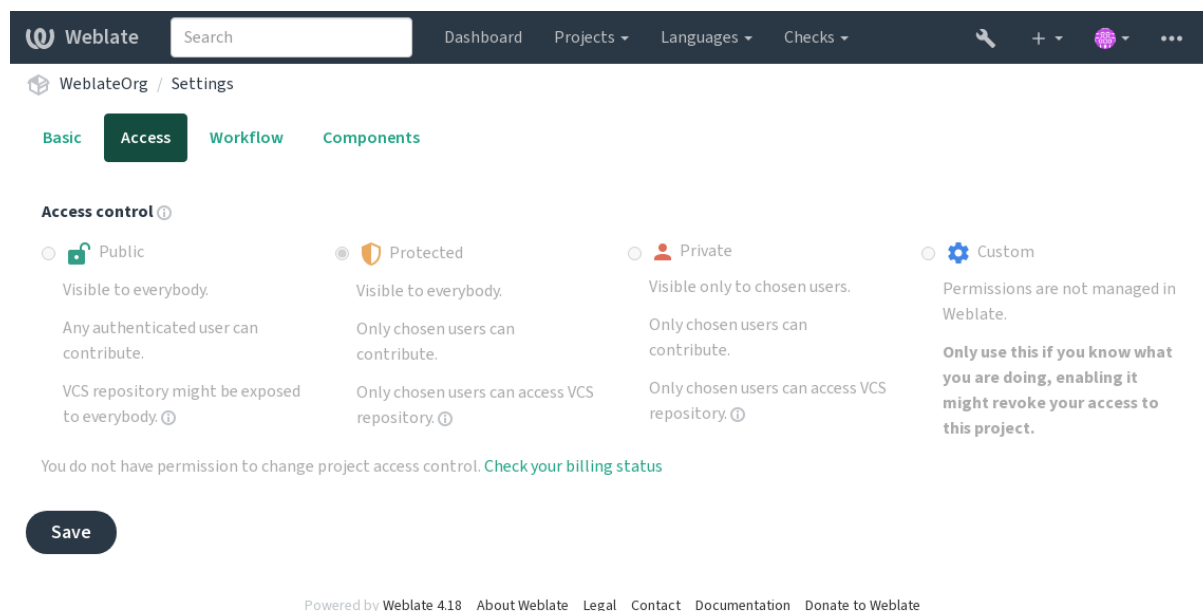 Weblate Search Dashboard Projects Languages Checks
WeblateOrg / Settings
Basic Access Workflow Components
Access control
Public
Visible to everybody.
Any authenticated user can
contribute.
VCS repository might be exposed
to everybody.
Protected
Visible to everybody.
Only chosen users can
contribute.
Only chosen users can access VCS
repository.
Private
Visible only to chosen users.
Only chosen users can
contribute.
Only chosen users can access VCS
repository.
Custom
Permissions are not managed in
Weblate.
Only use this if you know what
you are doing, enabling it
might revoke your access to
this project.
You do not have permission to change project access control. Check your billing status
Save
Powered by Weblate 4.18 About Weblate Legal Contact Documentation Donate to Weblate